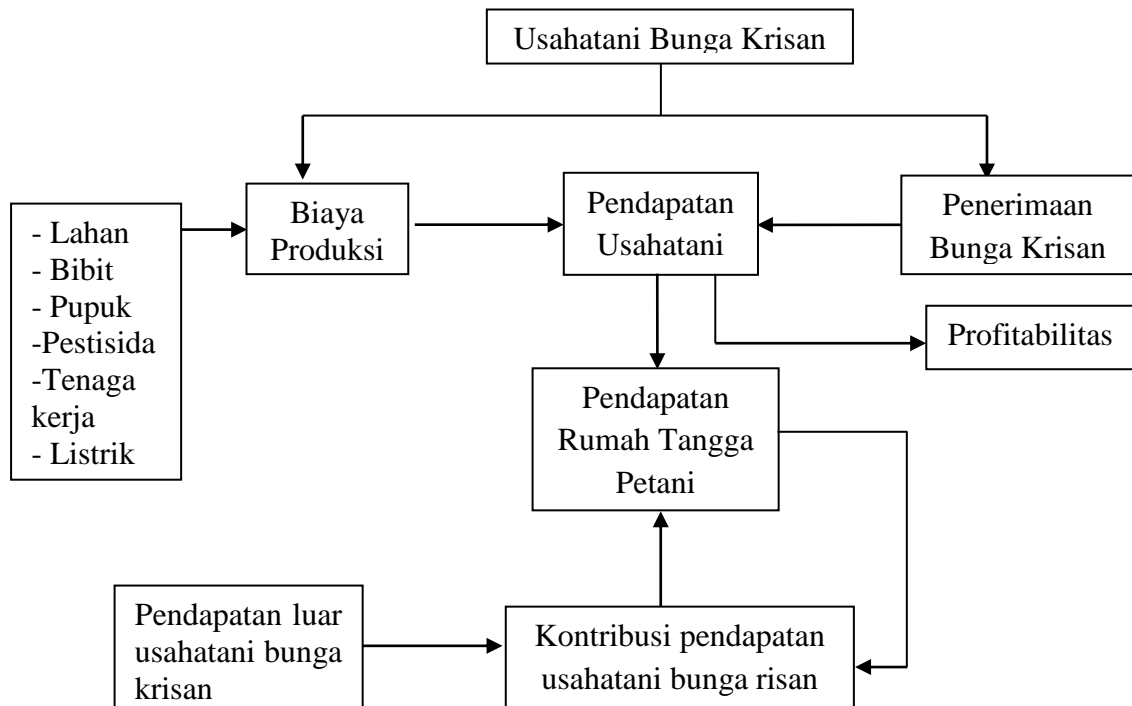 Usahatani Bunga Krisan
- Lahan
- Bibit
- Pupuk
-Pestisida
-Tenaga
kerja
- Listrik
Biaya
Produksi
Pendapatan
Usahatani
Penerimaan
Bunga Krisan
Profitabilitas
Pendapatan
Rumah Tangga
Petani
Pendapatan luar
usahatani bunga
krisan
Kontribusi pendapatan
usahatani bunga risan